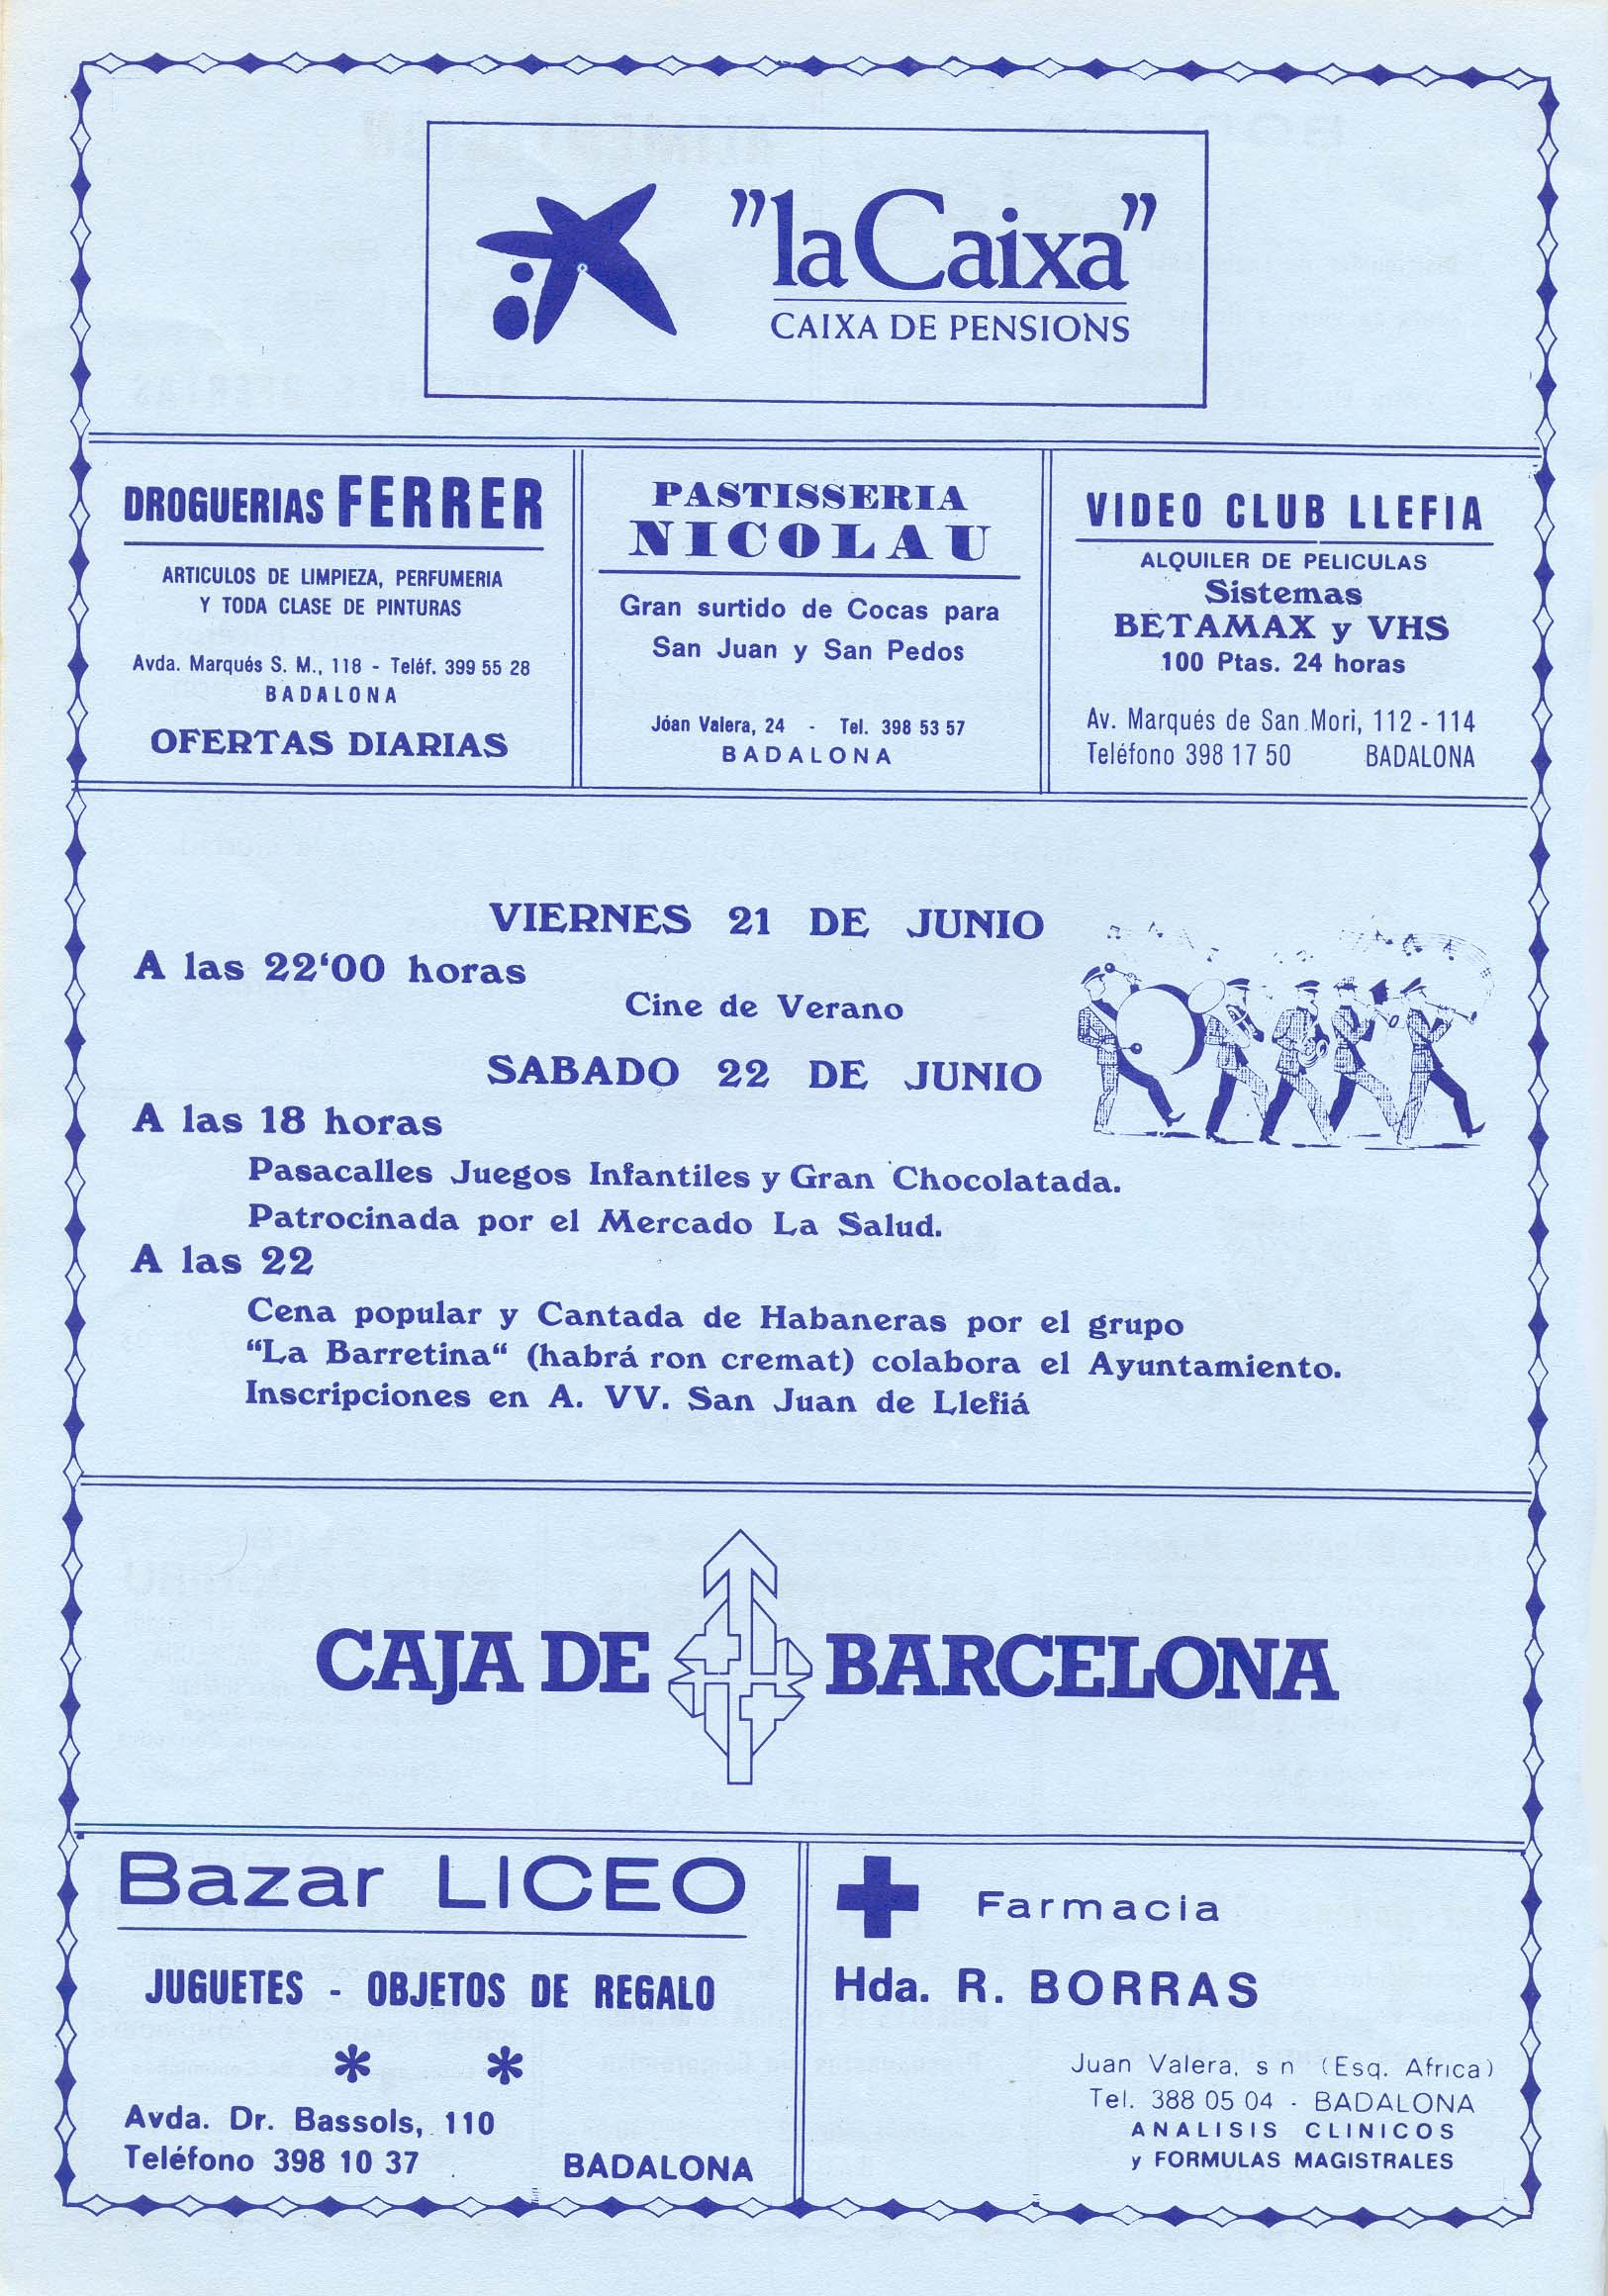 "la Caixa"
CAIXA DE PENSIONS
DROGUERIAS FERRER
ARTICULOS DE LIMPIEZA, PERFUMERIA
Y TODA CLASE DE PINTURAS
Avda. Marqués S. M., 118 - Teléf. 399 55 28
BADALONA
OFERTAS DIARIAS
PASTISSERIA
NICOLAU
Gran surtido de Cocas para
San Juan y San Pedos
Jóan Valera, 24 - Tel. 398 53 57
BADALONA
VIDEO CLUB LLEFIA
ALQUILER DE PELICULAS
Sistemas
BETAMAX y VHS
100 Ptas. 24 horas
Av. Marqués de San Mori, 112 - 114
Teléfono 398 17 50 BADALONA
VIERNES 21 DE JUNIO
A las 22'00 horas
Cine de Verano
SABADO 22 DE JUNIO
A las 18 horas
Pasacalles Juegos Infantiles y Gran Chocolatada.
Patrocinada por el Mercado La Salud.
A las 22
Cena popular y Cantada de Habaneras por el grupo
"La Barretina" (habrá ron cremat) colabora el Ayuntamiento.
Inscripciones en A. VV. San Juan de Llefiá
CAJA DE BARCELONA
Bazar LICEO
JUGUETES - OBJETOS DE REGALO
* *
Avda. Dr. Bassols, 110
Teléfono 398 10 37 BADALONA
Farmacia
Hda. R. BORRAS
Juan Valera, s n (Esq. Africa)
Tel. 388 05 04 - BADALONA
ANALISIS CLINICOS
y FORMULAS MAGISTRALES